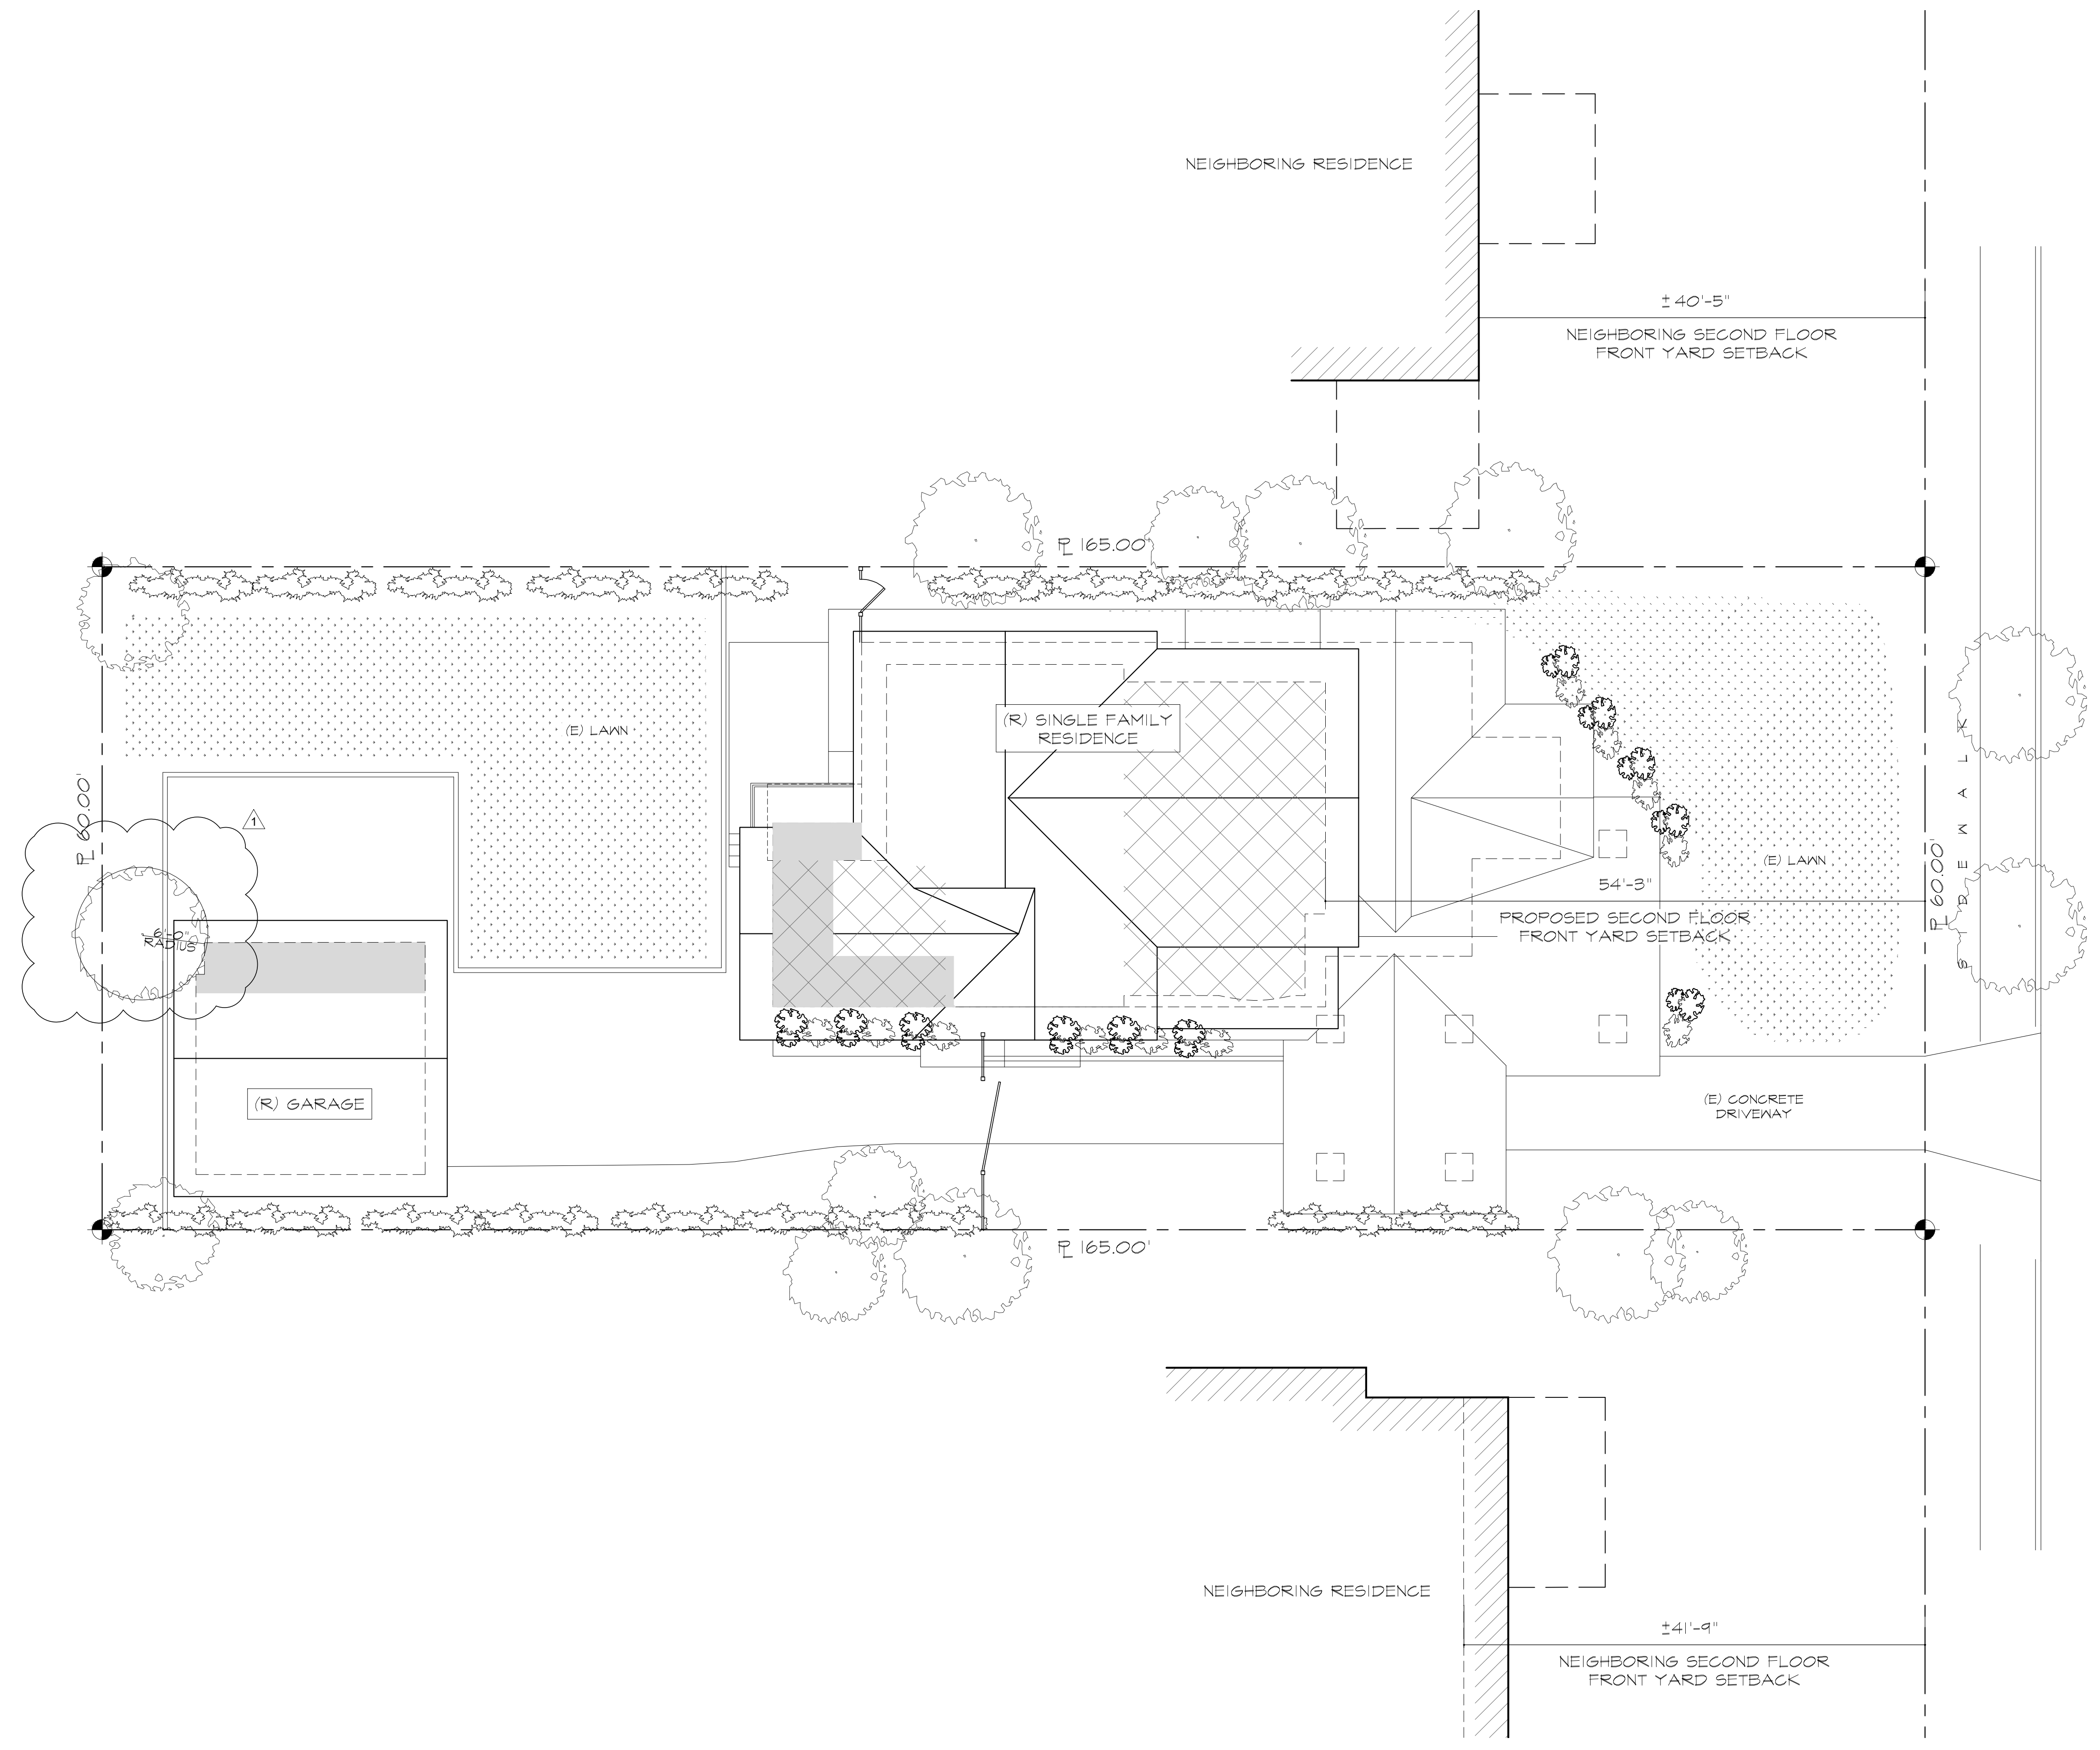 NEIGHBORING RESIDENCE
±40'-5"
NEIGHBORING SECOND FLOOR
FRONT YARD SETBACK
PL 165.00'
(R) SINGLE FAMILY
RESIDENCE
(E) LAWN
PL 60.00'
1
6'-0"
RADIUS
(R) GARAGE
54'-3"
PROPOSED SECOND FLOOR
FRONT YARD SETBACK
(E) LAWN
PL 60.00'
SIDEWALK
(E) CONCRETE
DRIVEWAY
PL 165.00'
NEIGHBORING RESIDENCE
±41'-9"
NEIGHBORING SECOND FLOOR
FRONT YARD SETBACK